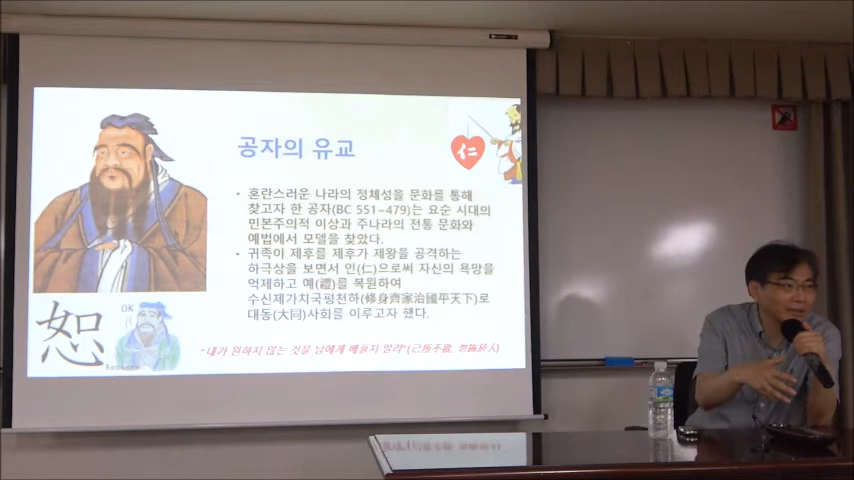 공자의 유교
仁
• 혼란스러운 나라의 정체성을 문화를 통해
찾고자 한 공자(BC 551~479)는 요순 시대의
민본주의적 이상과 주나라의 전통 문화와
예법에서 모델을 찾았다.
• 귀족이 제후를 제후가 제왕을 공격하는
하극상을 보면서 인(仁)으로써 자신의 욕망을
억제하고 예(禮)를 복원하여
수신제가치국평천하(修身齊家治國平天下)로
대동(大同)사회를 이루고자 했다.
恕
OK
"내가 원하지 않는 것을 남에게 베풀지 말라"(己所不欲, 勿施於人)